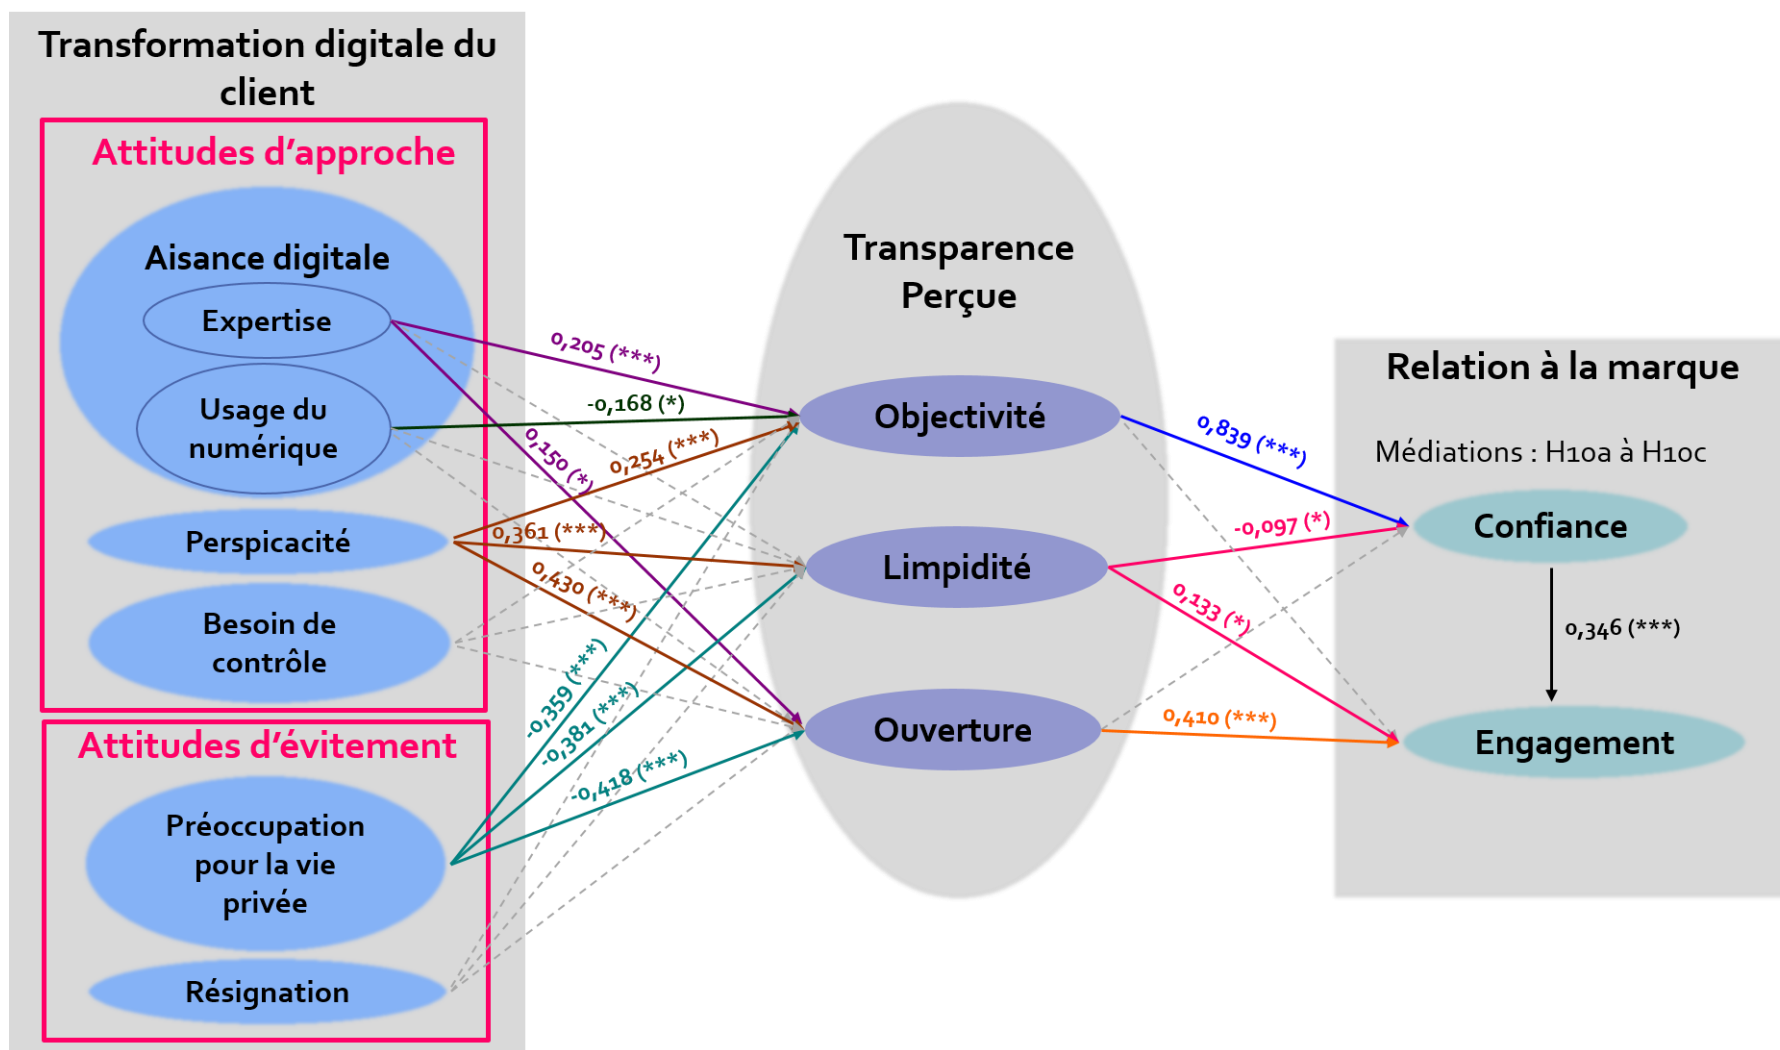 Transformation digitale du
client
Attitudes d'approche
Aisance digitale
Expertise
Usage du
numérique
Perspicacité
Besoin de
contrôle
Attitudes d'évitement
Préoccupation
pour la vie
privée
Résignation
0,205 (***)
-0,168 (*)
0,150 (*)
0,254 (***)
0,361 (***)
0,430 (***)
-0,359 (***)
-0,381 (***)
-0,418 (***)
Transparence
Perçue
Objectivité
Limpidité
Ouverture
0,839 (***)
-0,097 (*)
0,133 (*)
0,410 (***)
Relation à la marque
Médiations : H10a à H10c
Confiance
0,346 (***)
Engagement